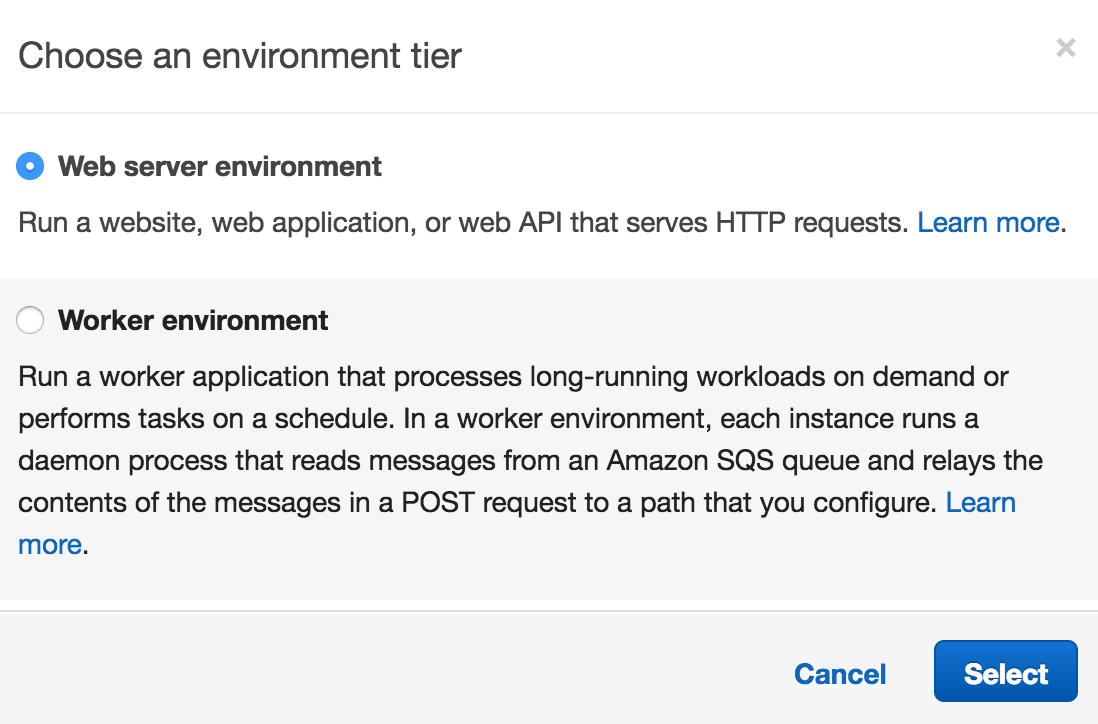 Choose an environment tier
×
Web server environment
Run a website, web application, or web API that serves HTTP requests. Learn more.
Worker environment
Run a worker application that processes long-running workloads on demand or
performs tasks on a schedule. In a worker environment, each instance runs a
daemon process that reads messages from an Amazon SQS queue and relays the
contents of the messages in a POST request to a path that you configure. Learn
more.
Cancel Select